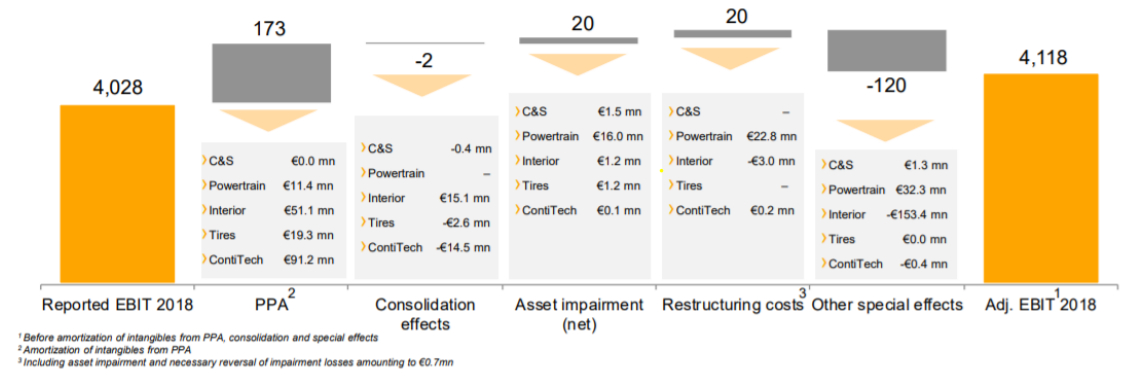 4,028
173
❯C&S €0.0 mn
❯Powertrain €11.4 mn
❯Interior €51.1 mn
❯Tires €19.3 mn
❯ContiTech €91.2 mn
-2
❯C&S -0.4 mn
❯Powertrain –
❯Interior €15.1 mn
❯Tires -€2.6 mn
❯ContiTech -€14.5 mn
20
❯C&S €1.5 mn
❯Powertrain €16.0 mn
❯Interior €1.2 mn
❯Tires €1.2 mn
❯ContiTech €0.1 mn
20
❯C&S –
❯Powertrain €22.8 mn
❯Interior -€3.0 mn
❯Tires –
❯ContiTech €0.2 mn
-120
❯C&S €1.3 mn
❯Powertrain €32.3 mn
❯Interior -€153.4 mn
❯Tires €0.0 mn
❯ContiTech -€0.4 mn
4,118
Reported EBIT 2018
PPA²
Consolidation
effects
Asset impairment
(net)
Restructuring costs³
Other special effects
Adj. EBIT¹ 2018
¹ Before amortization of intangibles from PPA, consolidation and special effects
² Amortization of intangibles from PPA
³ Including asset impairment and necessary reversal of impairment losses amounting to €0.7mn